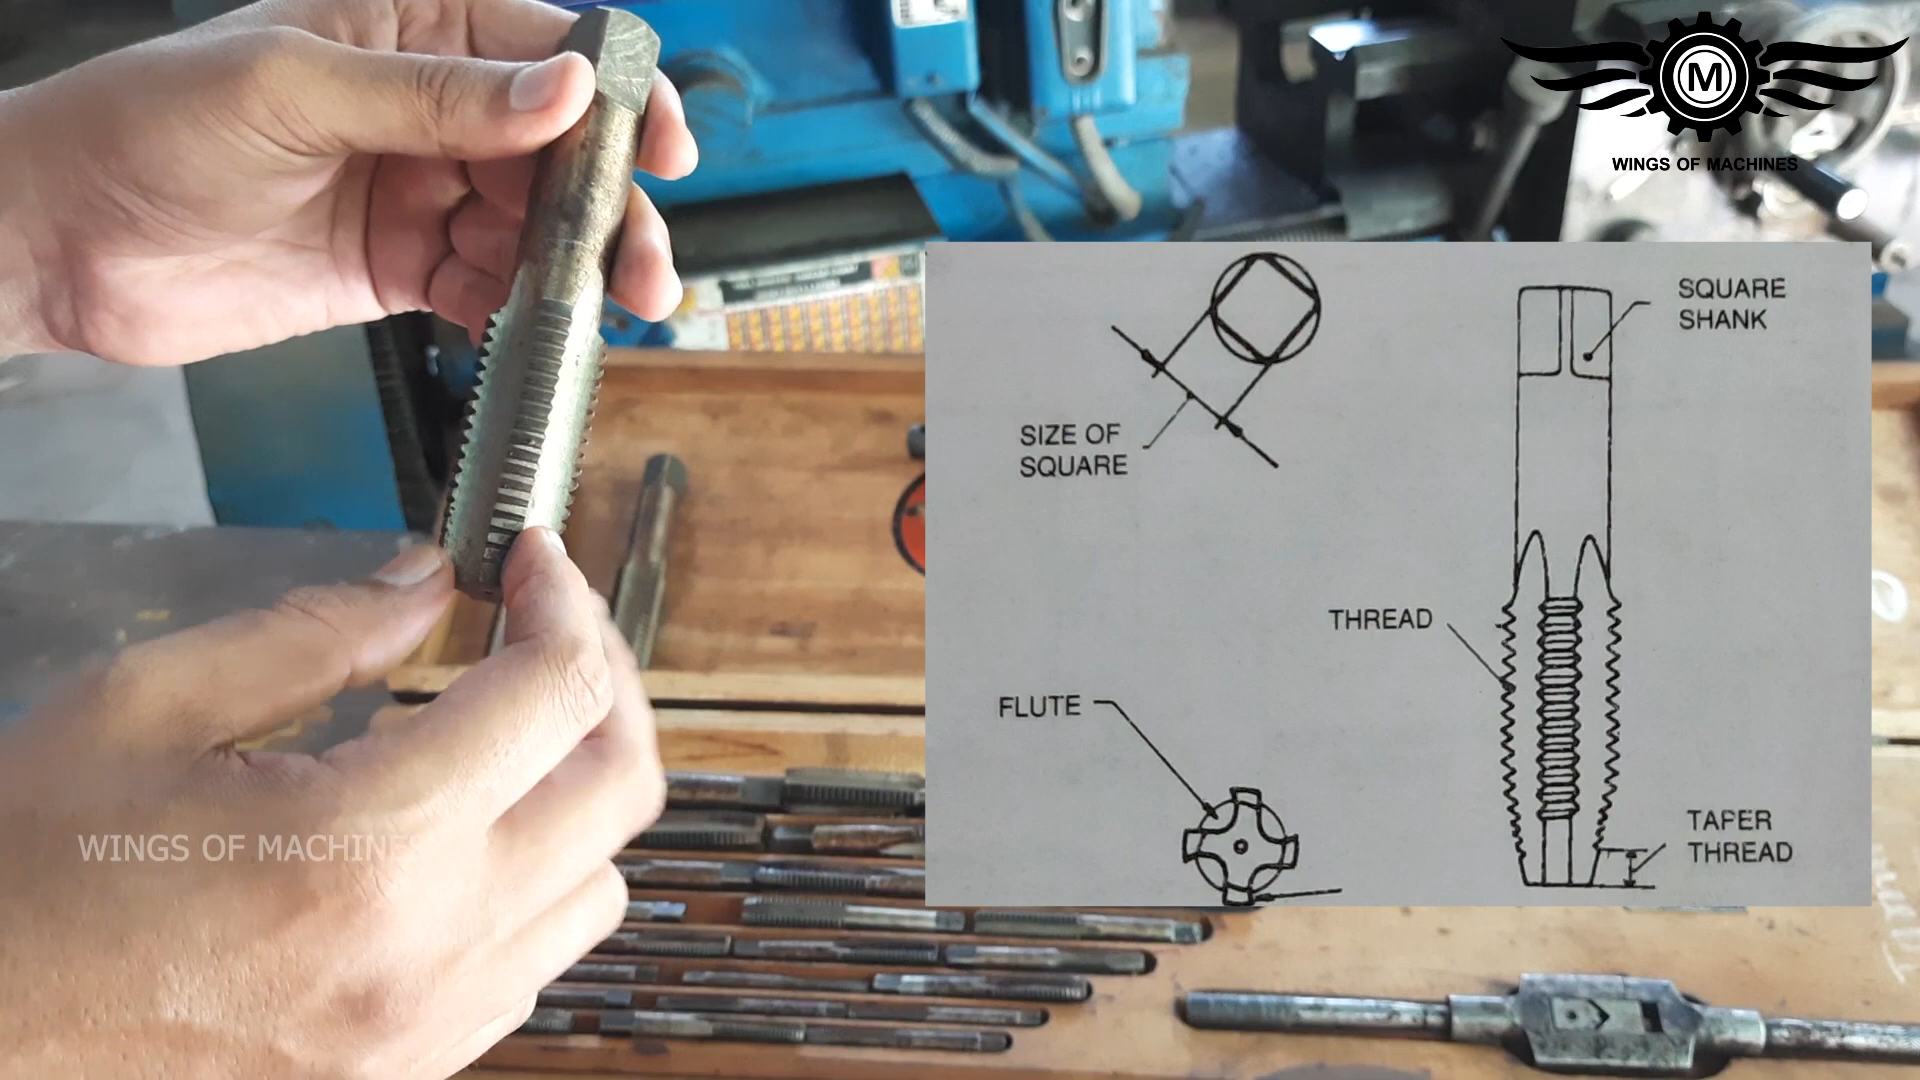 M
WINGS OF MACHINES
SQUARE
SHANK
SIZE OF
SQUARE
THREAD
FLUTE
TAPER
THREAD
WINGS OF MACHINES